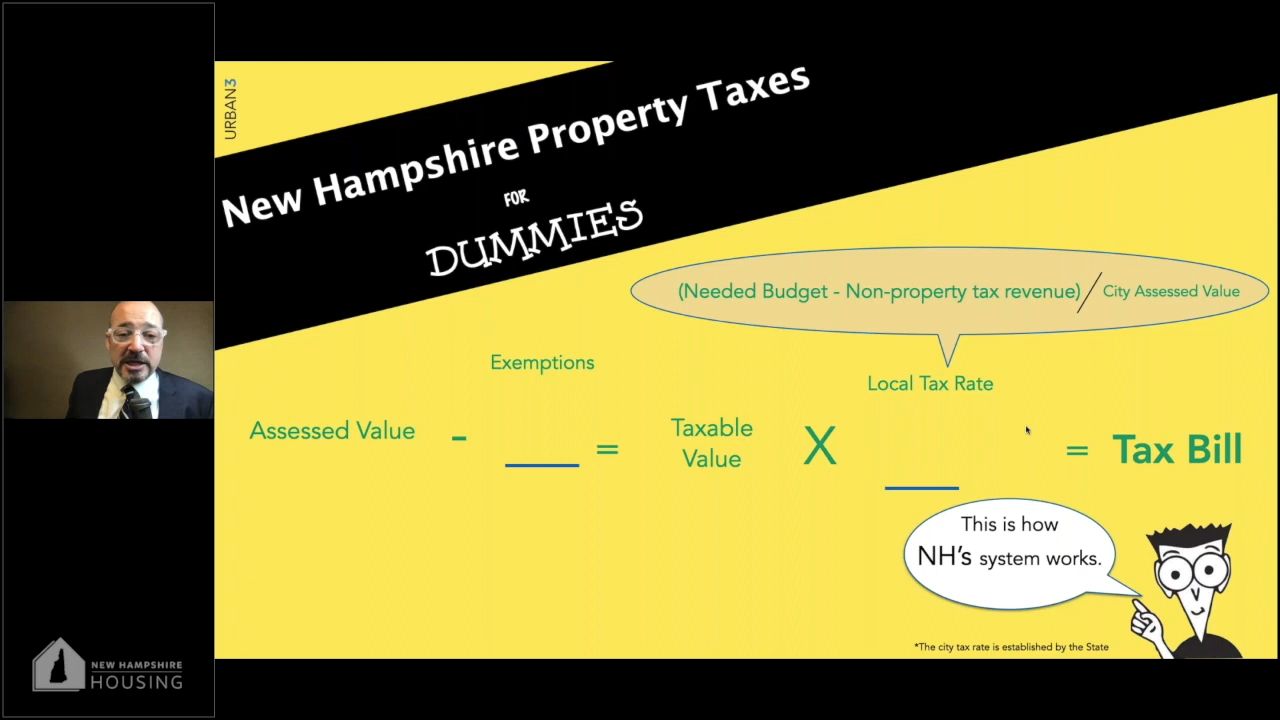 URBAN3
New Hampshire Property Taxes
FOR
DUMMIES
(Needed Budget - Non-property tax revenue) / City Assessed Value
Exemptions
Local Tax Rate
Assessed Value - = Taxable Value X = Tax Bill
This is how
NH's system works.
*The city tax rate is established by the State
NEW HAMPSHIRE
HOUSING